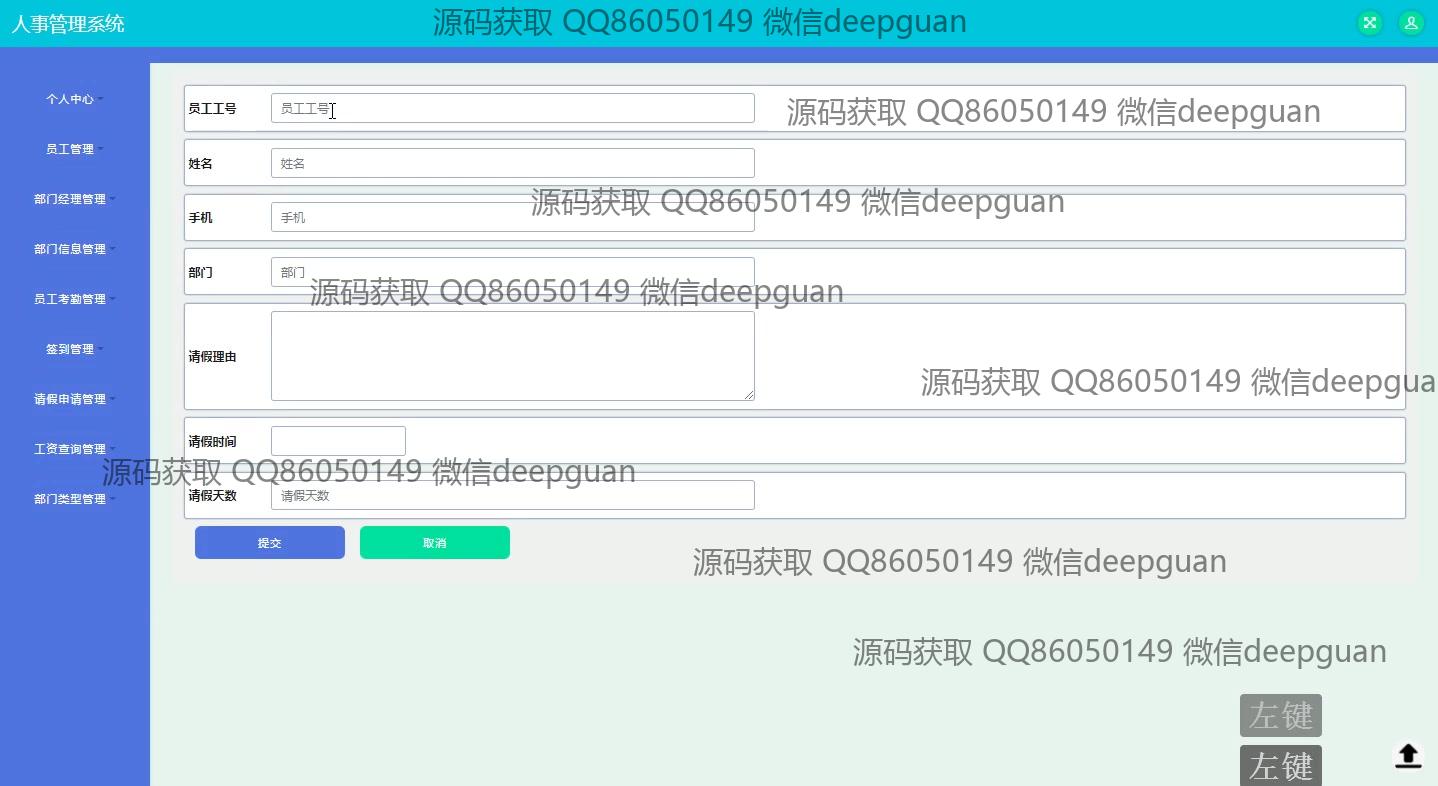 人事管理系统
源码获取 QQ86050149 微信deepguan
个人中心
员工管理
部门经理管理
部门信息管理
员工考勤管理
签到管理
请假申请管理
工资查询管理
部门类型管理
员工工号 员工工号
源码获取 QQ86050149 微信deepguan
姓名 姓名
源码获取 QQ86050149 微信deepguan
手机 手机
部门 部门
源码获取 QQ86050149 微信deepguan
请假理由
源码获取 QQ86050149 微信deepgua
请假时间
源码获取 QQ86050149 微信deepguan
请假天数 请假天数
提交 取消
源码获取 QQ86050149 微信deepguan
源码获取 QQ86050149 微信deepguan
左键
左键